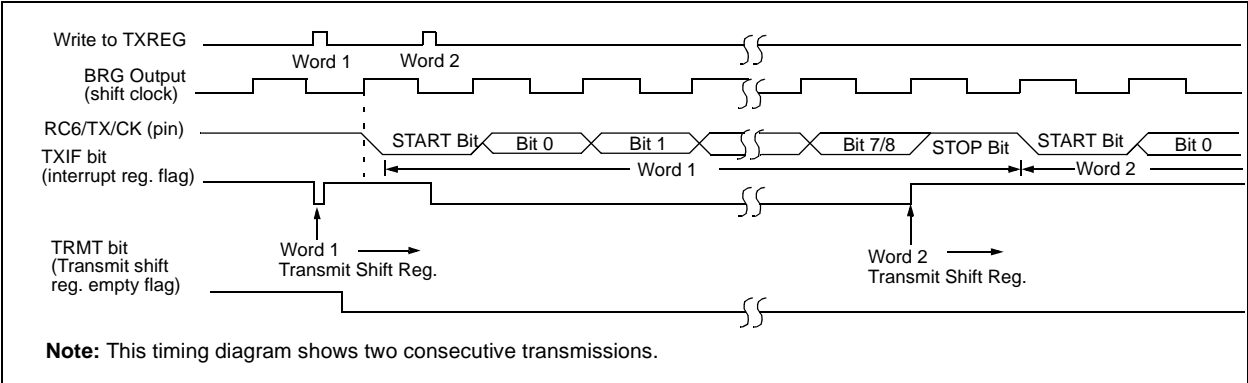 Write to TXREG
Word 1
Word 2
BRG Output
(shift clock)
RC6/TX/CK (pin)
START Bit
Bit 0
Bit 1
Bit 7/8
STOP Bit
START Bit
Bit 0
Word 1
Word 2
TXIF bit
(interrupt reg. flag)
Word 1
Transmit Shift Reg.
Word 2
Transmit Shift Reg.
TRMT bit
(Transmit shift
reg. empty flag)
Note: This timing diagram shows two consecutive transmissions.